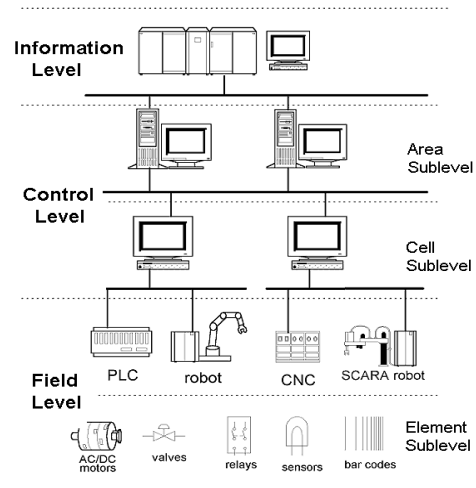 Information
Level
Area
Sublevel
Control
Level
Cell
Sublevel
PLC
robot
CNC
SCARA robot
Field
Level
Element
Sublevel
AC/DC
motors
valves
relays
sensors
bar codes